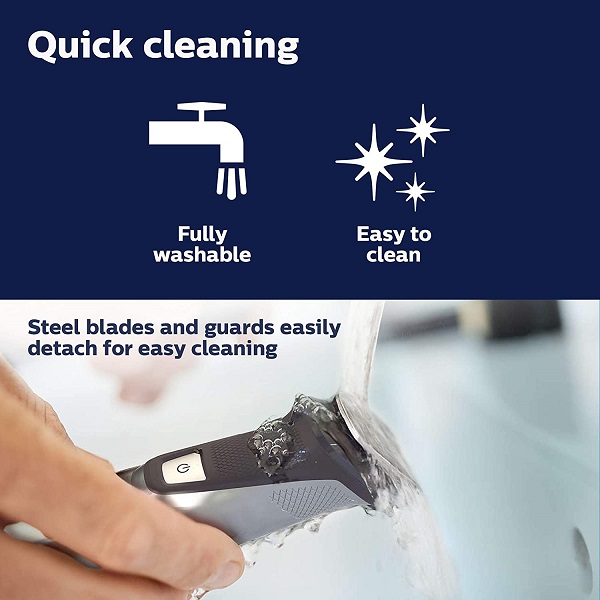 Quick cleaning
Fully
washable
Easy to
clean
Steel blades and guards easily
detach for easy cleaning